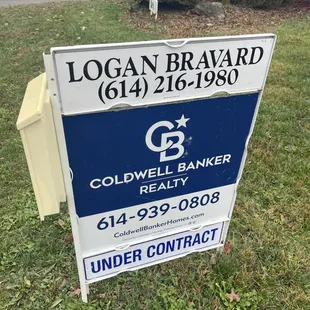 LOGAN BRAVARD
(614) 216-1980
CB
COLDWELL BANKER
REALTY
614-939-0808
ColdwellBankerHomes.com
UNDER CONTRACT